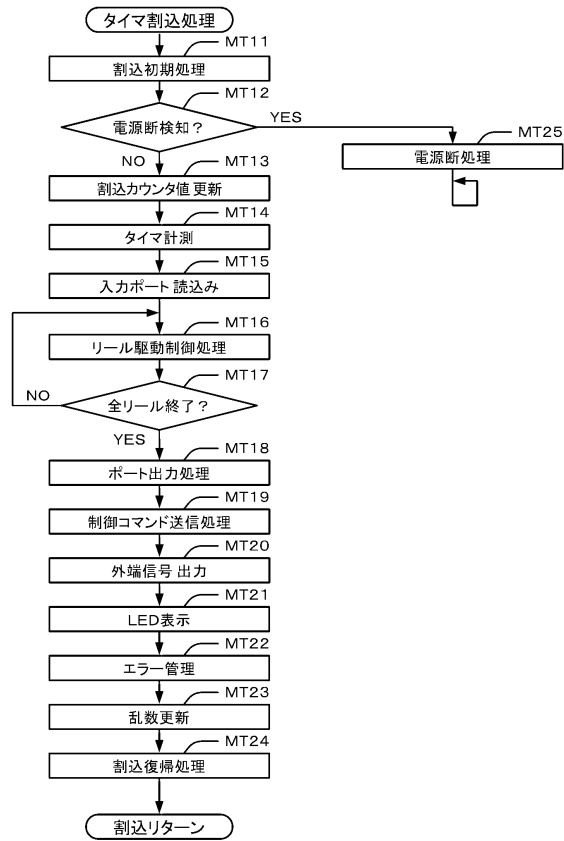 タイマ割込処理
MT11
割込初期処理
MT12
電源断検知？
YES
MT25
電源断処理
NO
MT13
割込カウンタ値更新
MT14
タイマ計測
MT15
入力ポート読込み
MT16
リール駆動制御処理
MT17
NO
全リール終了？
YES
MT18
ポート出力処理
MT19
制御コマンド送信処理
MT20
外端信号出力
MT21
LED表示
MT22
エラー管理
MT23
乱数更新
MT24
割込復帰処理
割込リターン